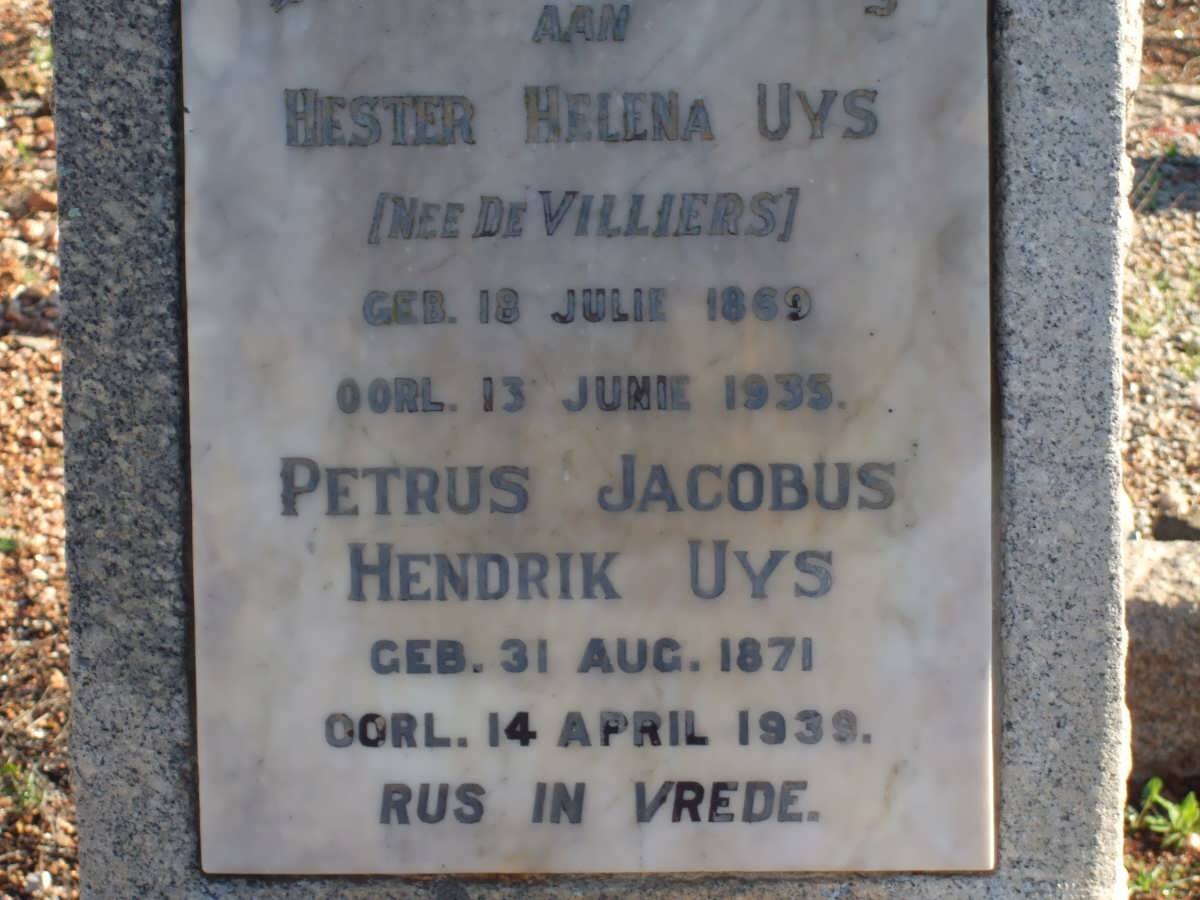 AAN
HESTER HELENA UYS
[NEE DE VILLIERS]
GEB. 18 JULIE 1869
OORL. 13 JUNIE 1935.
PETRUS JACOBUS
HENDRIK UYS
GEB. 31 AUG. 1871
OORL. 14 APRIL 1939.
RUS IN VREDE.